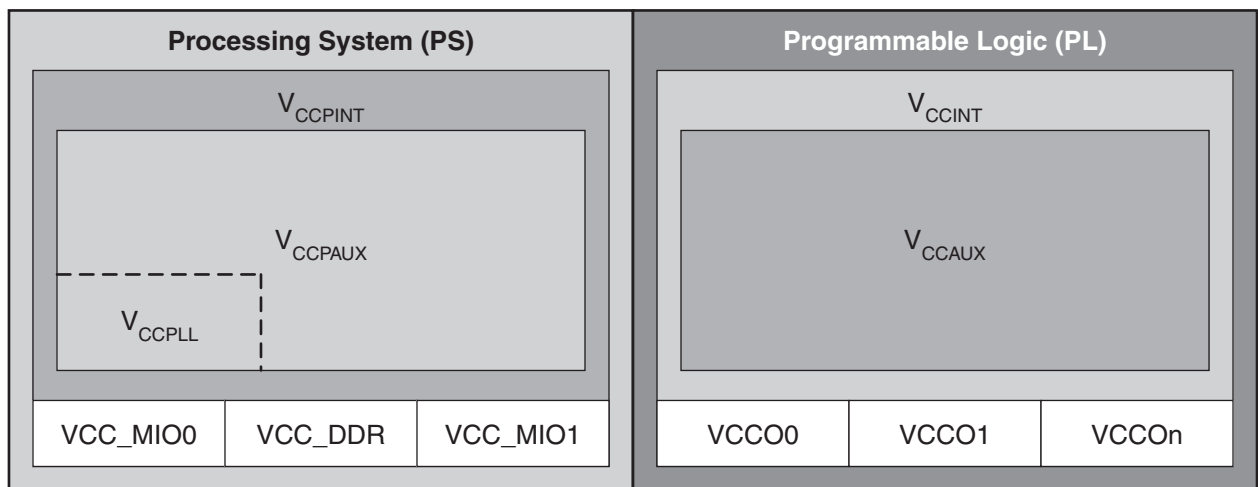 Processing System (PS)
Programmable Logic (PL)
VCCPINT
VCCINT
VCCPAUX
VCCAUX
VCCPLL
VCC_MIO0
VCC_DDR
VCC_MIO1
VCCO0
VCCO1
VCCOn